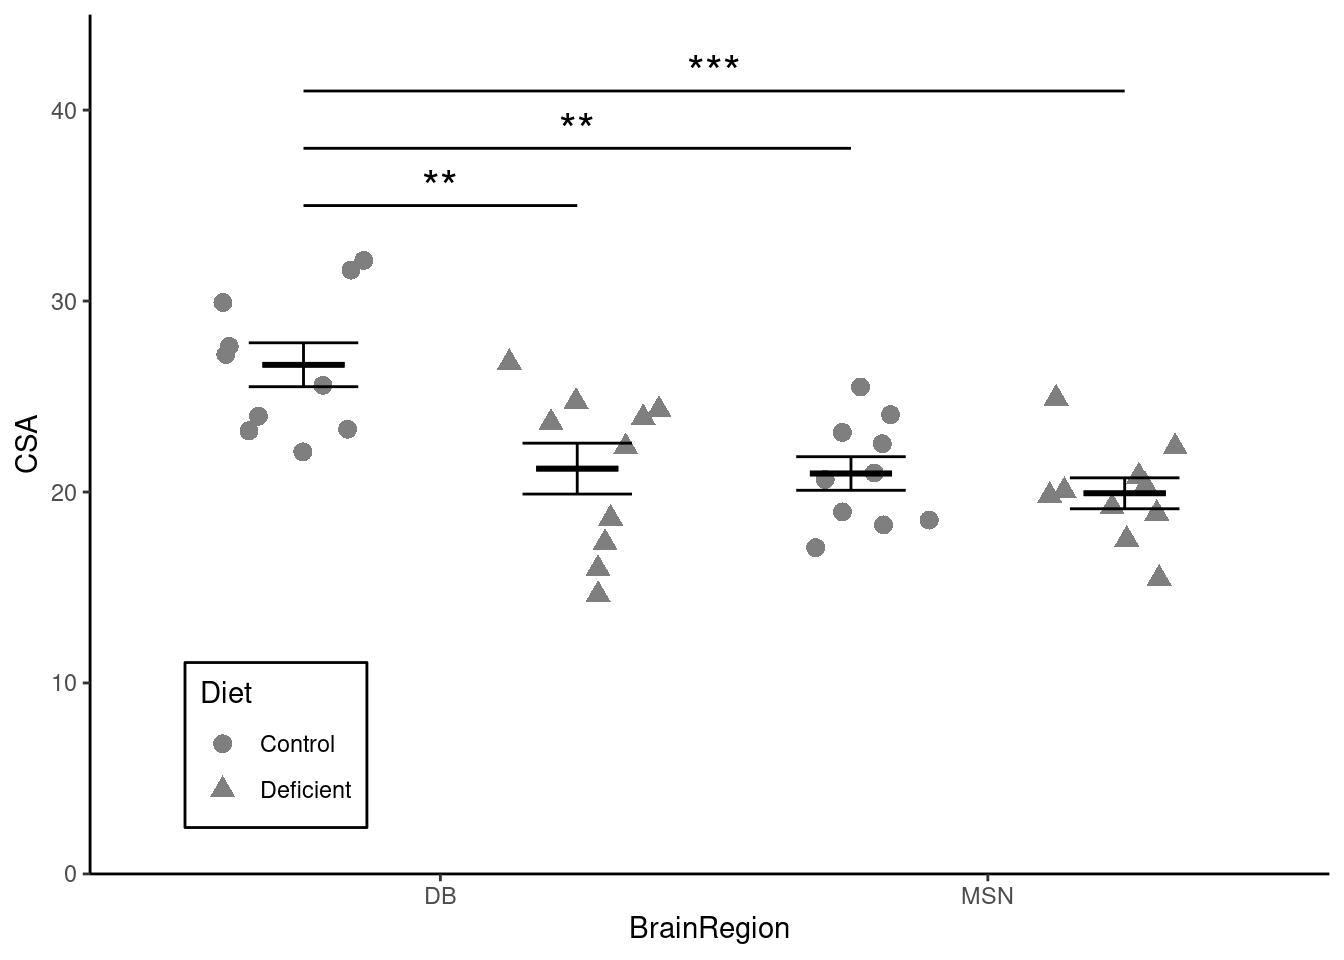 ***
**
**
40
30
20
10
0
CSA
Diet
Control
Deficient
DB
MSN
BrainRegion